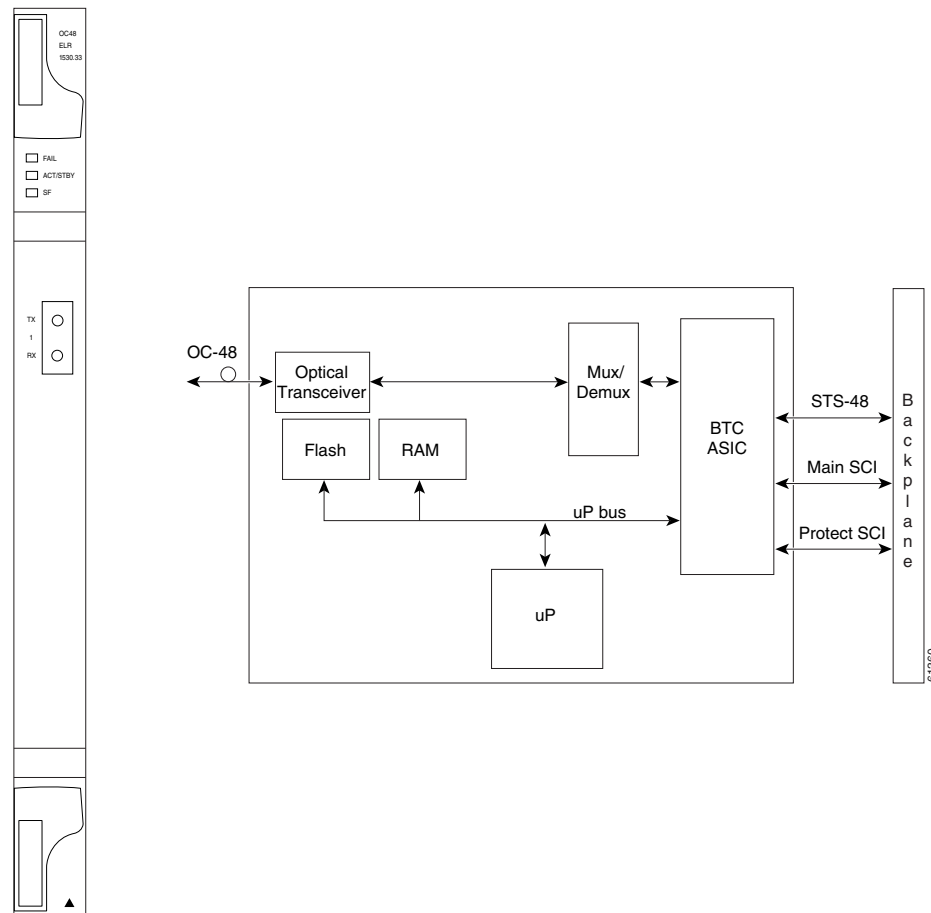 OC48
ELR
1530.33
FAIL
ACT/STBY
SF
TX
1
RX
OC-48
Optical
Transceiver
Flash
RAM
Mux/
Demux
BTC
ASIC
uP bus
uP
STS-48
Main SCI
Protect SCI
Backplane